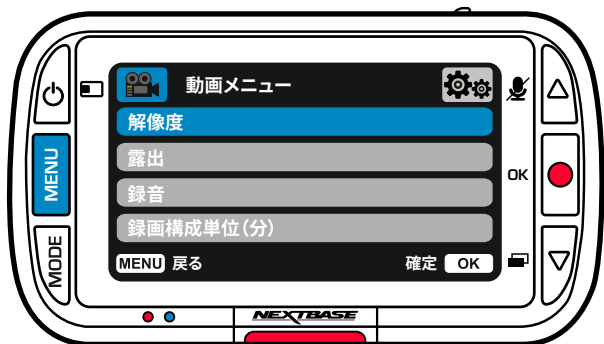 動画メニュー
解像度
露出
録音
録画構成単位(分)
MENU 戻る
確定 OK
MENU
MODE
OK
NEXTBASE